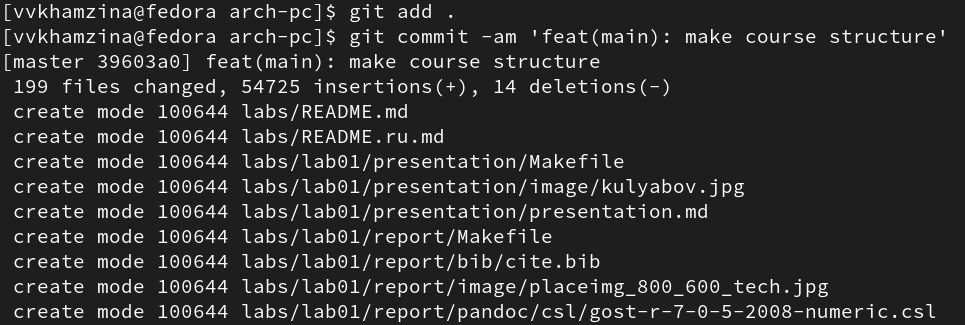 [vvkhamzina@fedora arch-pc]$ git add .
[vvkhamzina@fedora arch-pc]$ git commit -am 'feat(main): make course structure'
[master 39603a0] feat(main): make course structure
 199 files changed, 54725 insertions(+), 14 deletions(-)
 create mode 100644 labs/README.md
 create mode 100644 labs/README.ru.md
 create mode 100644 labs/lab01/presentation/Makefile
 create mode 100644 labs/lab01/presentation/image/kulyabov.jpg
 create mode 100644 labs/lab01/presentation/presentation.md
 create mode 100644 labs/lab01/report/Makefile
 create mode 100644 labs/lab01/report/bib/cite.bib
 create mode 100644 labs/lab01/report/image/placeimg_800_600_tech.jpg
 create mode 100644 labs/lab01/report/pandoc/csl/gost-r-7-0-5-2008-numeric.csl